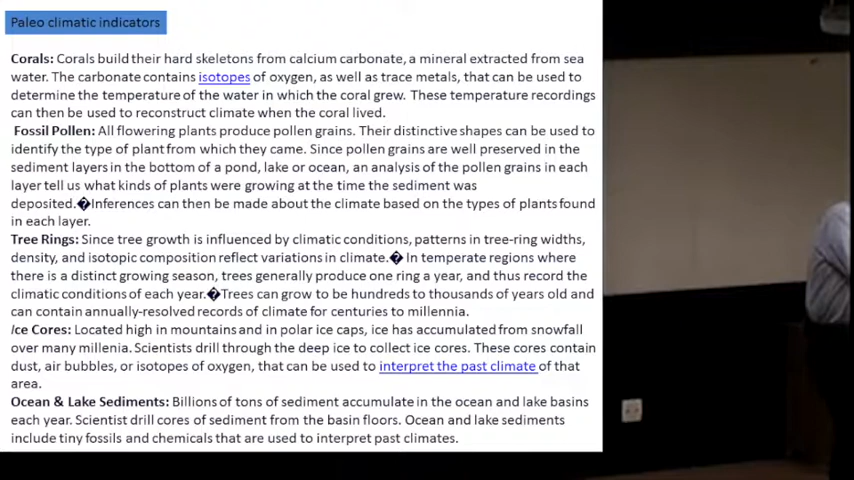 Paleo climatic indicators
Corals: Corals build their hard skeletons from calcium carbonate, a mineral extracted from sea
water. The carbonate contains isotopes of oxygen, as well as trace metals, that can be used to
determine the temperature of the water in which the coral grew. These temperature recordings
can then be used to reconstruct climate when the coral lived.
Fossil Pollen: All flowering plants produce pollen grains. Their distinctive shapes can be used to
identify the type of plant from which they came. Since pollen grains are well preserved in the
sediment layers in the bottom of a pond, lake or ocean, an analysis of the pollen grains in each
layer tell us what kinds of plants were growing at the time the sediment was
deposited.�Inferences can then be made about the climate based on the types of plants found
in each layer.
Tree Rings: Since tree growth is influenced by climatic conditions, patterns in tree-ring widths,
density, and isotopic composition reflect variations in climate.� In temperate regions where
there is a distinct growing season, trees generally produce one ring a year, and thus record the
climatic conditions of each year.�Trees can grow to be hundreds to thousands of years old and
can contain annually-resolved records of climate for centuries to millennia.
Ice Cores: Located high in mountains and in polar ice caps, ice has accumulated from snowfall
over many millenia. Scientists drill through the deep ice to collect ice cores. These cores contain
dust, air bubbles, or isotopes of oxygen, that can be used to interpret the past climate of that
area.
Ocean & Lake Sediments: Billions of tons of sediment accumulate in the ocean and lake basins
each year. Scientist drill cores of sediment from the basin floors. Ocean and lake sediments
include tiny fossils and chemicals that are used to interpret past climates.